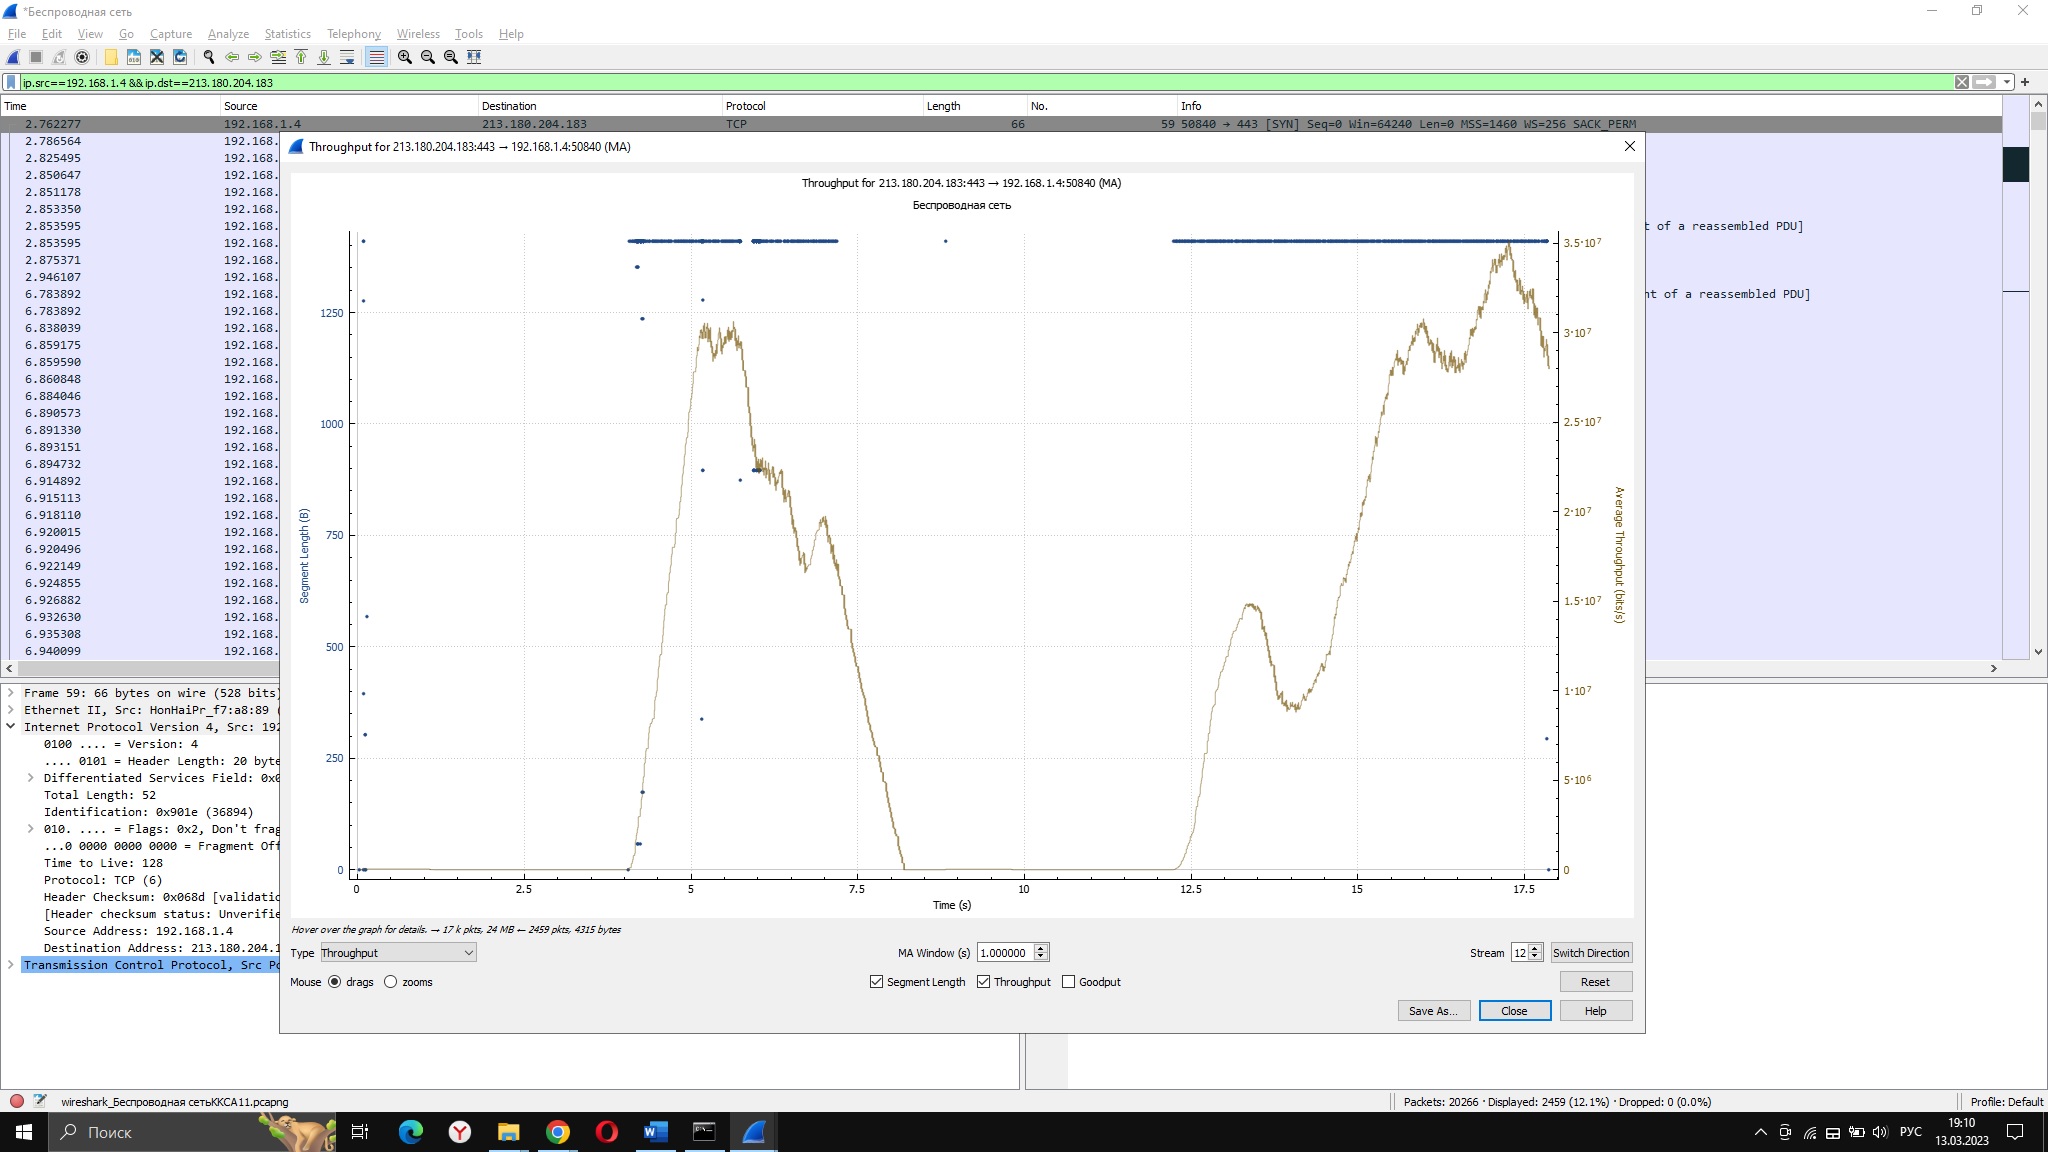 *Беспроводная сеть
File Edit View Go Capture Analyze Statistics Telephony Wireless Tools Help
ip.src==192.168.1.4 && ip.dst==213.180.204.183
Time Source Destination Protocol Length No. Info
2.762277 192.168.1.4 213.180.204.183 TCP 66 59 50840 → 443 [SYN] Seq=0 Win=64240 Len=0 MSS=1460 WS=256 SACK_PERM
2.786564 192.168.
2.825495 192.168.
2.850647 192.168.
2.851178 192.168.
2.853350 192.168.
2.853595 192.168. t of a reassembled PDU]
2.853595 192.168.
2.875371 192.168.
2.946107 192.168.
6.783892 192.168. nt of a reassembled PDU]
6.783892 192.168.
6.838039 192.168.
6.859175 192.168.
6.859590 192.168.
6.860848 192.168.
6.884046 192.168.
6.890573 192.168.
6.891330 192.168.
6.893151 192.168.
6.894732 192.168.
6.914892 192.168.
6.915113 192.168.
6.918110 192.168.
6.920015 192.168.
6.920496 192.168.
6.922149 192.168.
6.924855 192.168.
6.926882 192.168.
6.932630 192.168.
6.935308 192.168.
6.940099 192.168.
Frame 59: 66 bytes on wire (528 bits)
Ethernet II, Src: HonHaiPr_f7:a8:89 (
Internet Protocol Version 4, Src: 192
0100 .... = Version: 4
.... 0101 = Header Length: 20 byte
Differentiated Services Field: 0x0
Total Length: 52
Identification: 0x901e (36894)
010. .... = Flags: 0x2, Don't frag
...0 0000 0000 0000 = Fragment Off
Time to Live: 128
Protocol: TCP (6)
Header Checksum: 0x068d [validatio
[Header checksum status: Unverifie
Source Address: 192.168.1.4
Destination Address: 213.180.204.1
Transmission Control Protocol, Src Po
Throughput for 213.180.204.183:443 → 192.168.1.4:50840 (MA)
Throughput for 213.180.204.183:443 → 192.168.1.4:50840 (MA)
Беспроводная сеть
Segment Length (B)
1250
1000
750
500
250
0
3.5·10⁷
3·10⁷
2.5·10⁷
2·10⁷
1.5·10⁷
1·10⁷
5·10⁶
0
Average Throughput (bits/s)
0 2.5 5 7.5 10 12.5 15 17.5
Time (s)
Hover over the graph for details. → 17 k pkts, 24 MB ← 2459 pkts, 4315 bytes
Type Throughput MA Window (s) 1.000000 Stream 12 Switch Direction
Mouse drags zooms Segment Length Throughput Goodput Reset
Save As... Close Help
wireshark_Беспроводная сетьKKCA11.pcapng Packets: 20266 · Displayed: 2459 (12.1%) · Dropped: 0 (0.0%) Profile: Default
Поиск РУС 19:10
13.03.2023